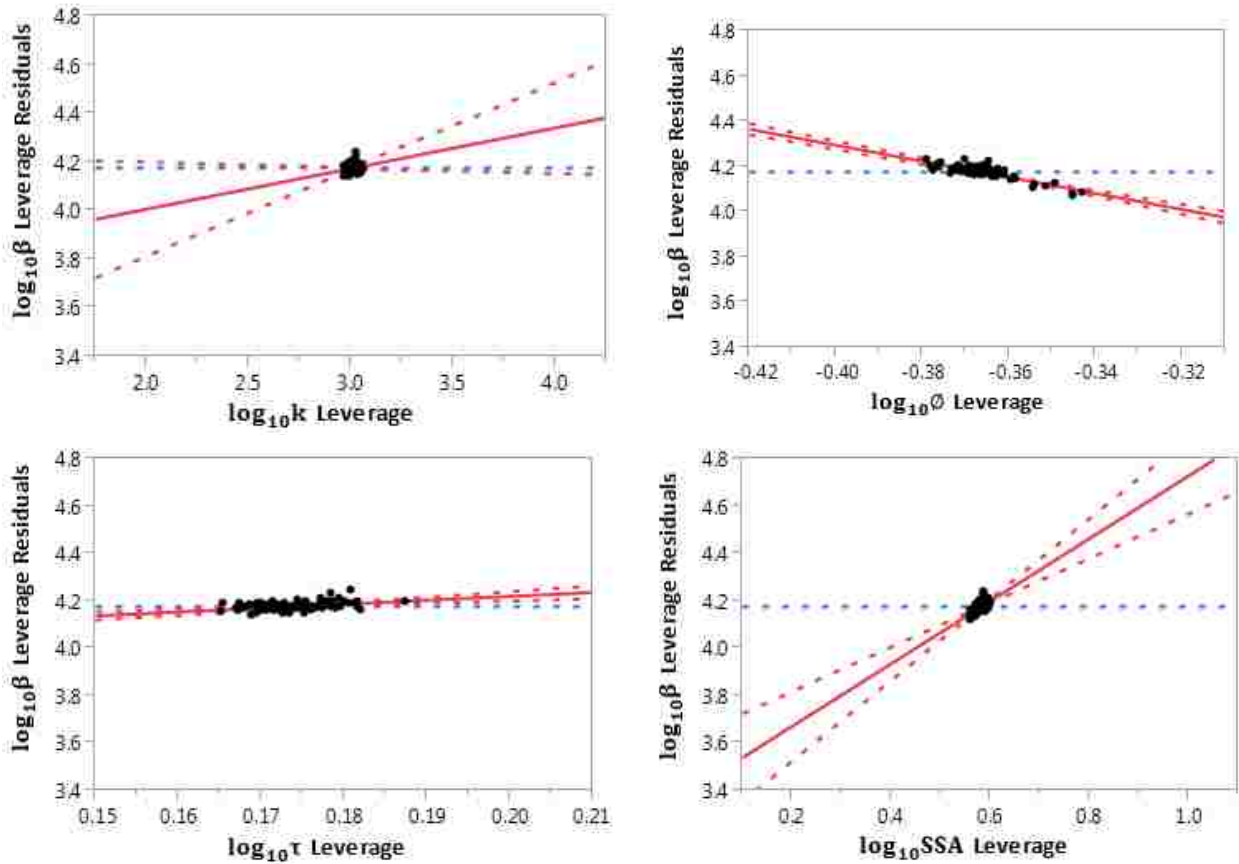 4.8
4.6
4.4
4.2
4.0
3.8
3.6
3.4
log₁₀β Leverage Residuals
2.0 2.5 3.0 3.5 4.0
log₁₀k Leverage
4.8
4.6
4.4
4.2
4.0
3.8
3.6
3.4
log₁₀β Leverage Residuals
-0.42 -0.40 -0.38 -0.36 -0.34 -0.32
log₁₀∅ Leverage
4.8
4.6
4.4
4.2
4.0
3.8
3.6
3.4
log₁₀β Leverage Residuals
0.15 0.16 0.17 0.18 0.19 0.20 0.21
log₁₀τ Leverage
4.8
4.6
4.4
4.2
4.0
3.8
3.6
3.4
log₁₀β Leverage Residuals
0.2 0.4 0.6 0.8 1.0
log₁₀SSA Leverage